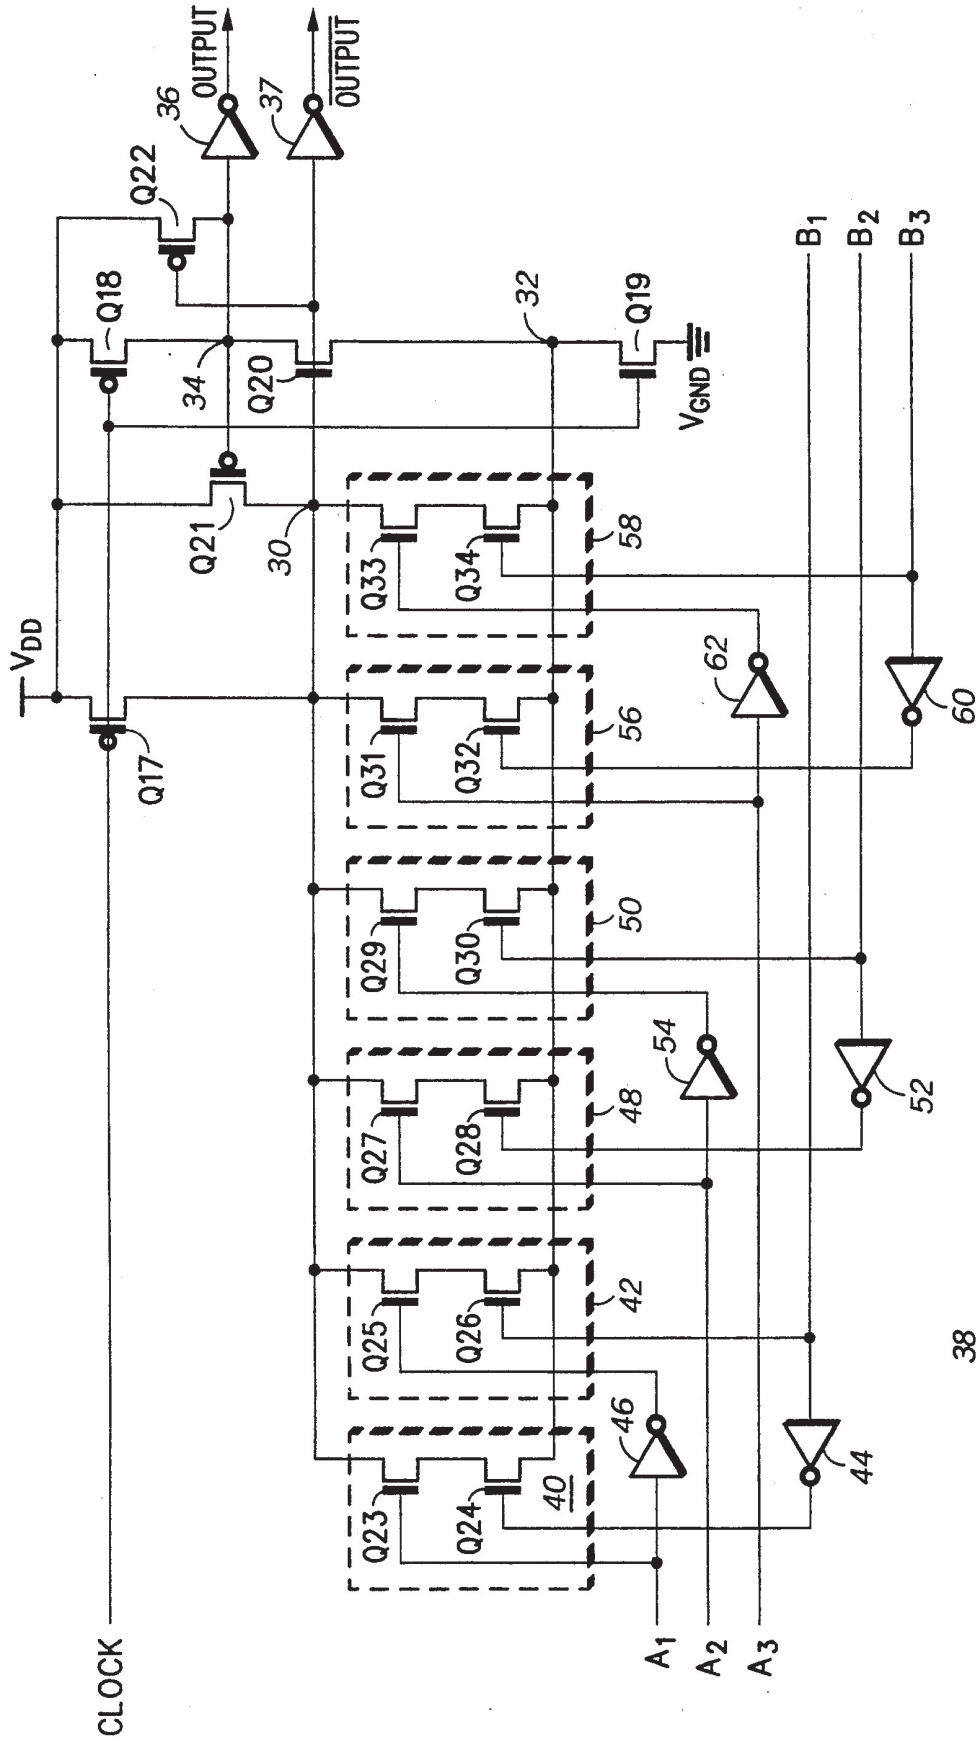 CLOCK
VDD
Q17
Q18
Q22
36
OUTPUT
37
OUTPUT
Q21
34
30
Q20
32
Q19
VGND
Q23
Q24
40
Q25
Q26
42
Q27
Q28
48
Q29
Q30
50
Q31
Q32
56
Q33
Q34
58
A1
A2
A3
46
54
62
44
52
60
B1
B2
B3
38